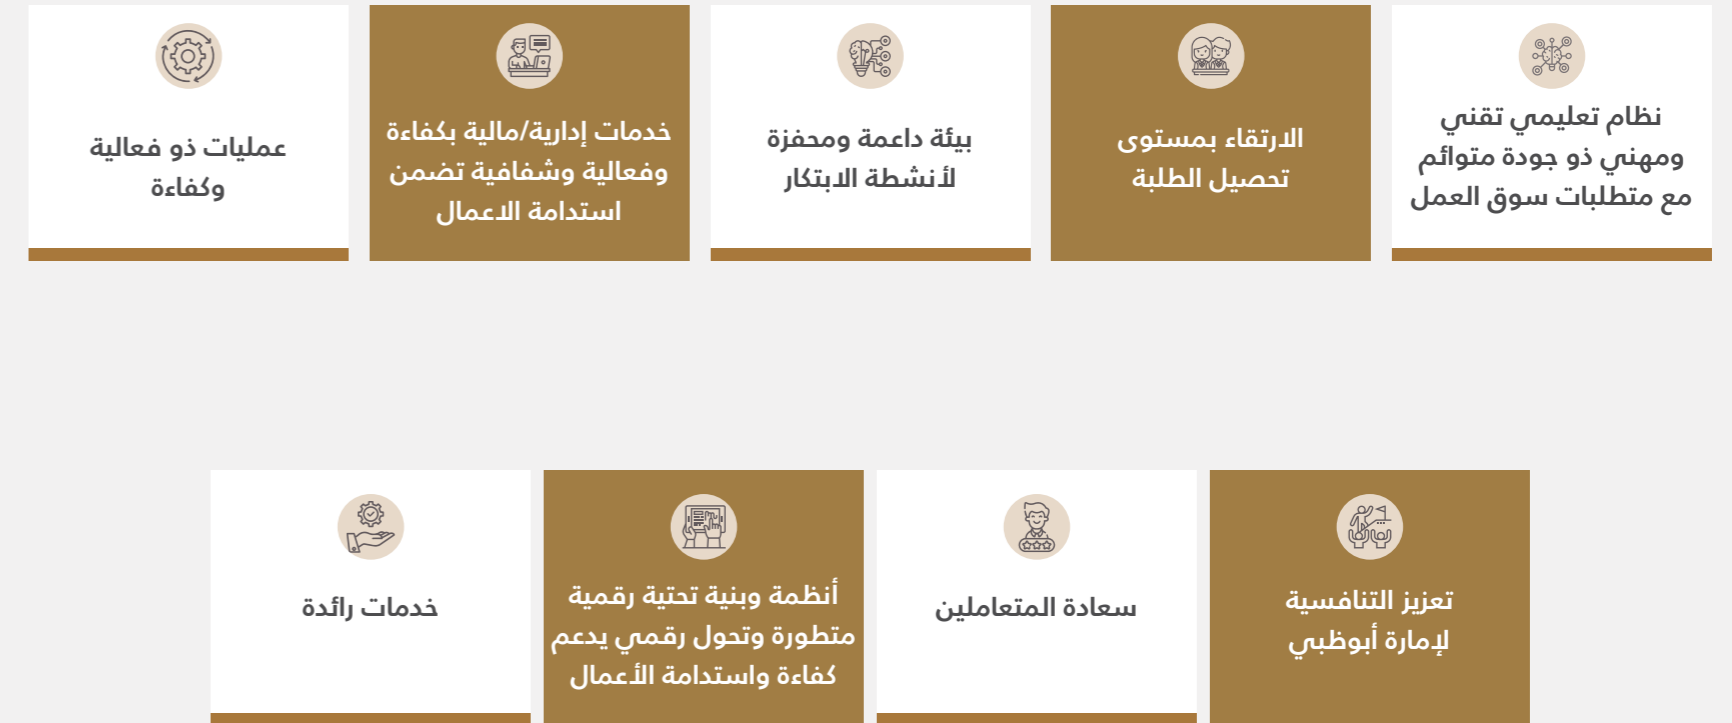 نظام تعليمي تقني
ومهني ذو جودة متوائم
مع متطلبات سوق العمل
الارتقاء بمستوى
تحصيل الطلبة
بيئة داعمة ومحفزة
لأنشطة الابتكار
خدمات إدارية/مالية بكفاءة
وفعالية وشفافية تضمن
استدامة الاعمال
عمليات ذو فعالية
وكفاءة
تعزيز التنافسية
لإمارة أبوظبي
سعادة المتعاملين
أنظمة وبنية تحتية رقمية
متطورة وتحول رقمي يدعم
كفاءة واستدامة الأعمال
خدمات رائدة